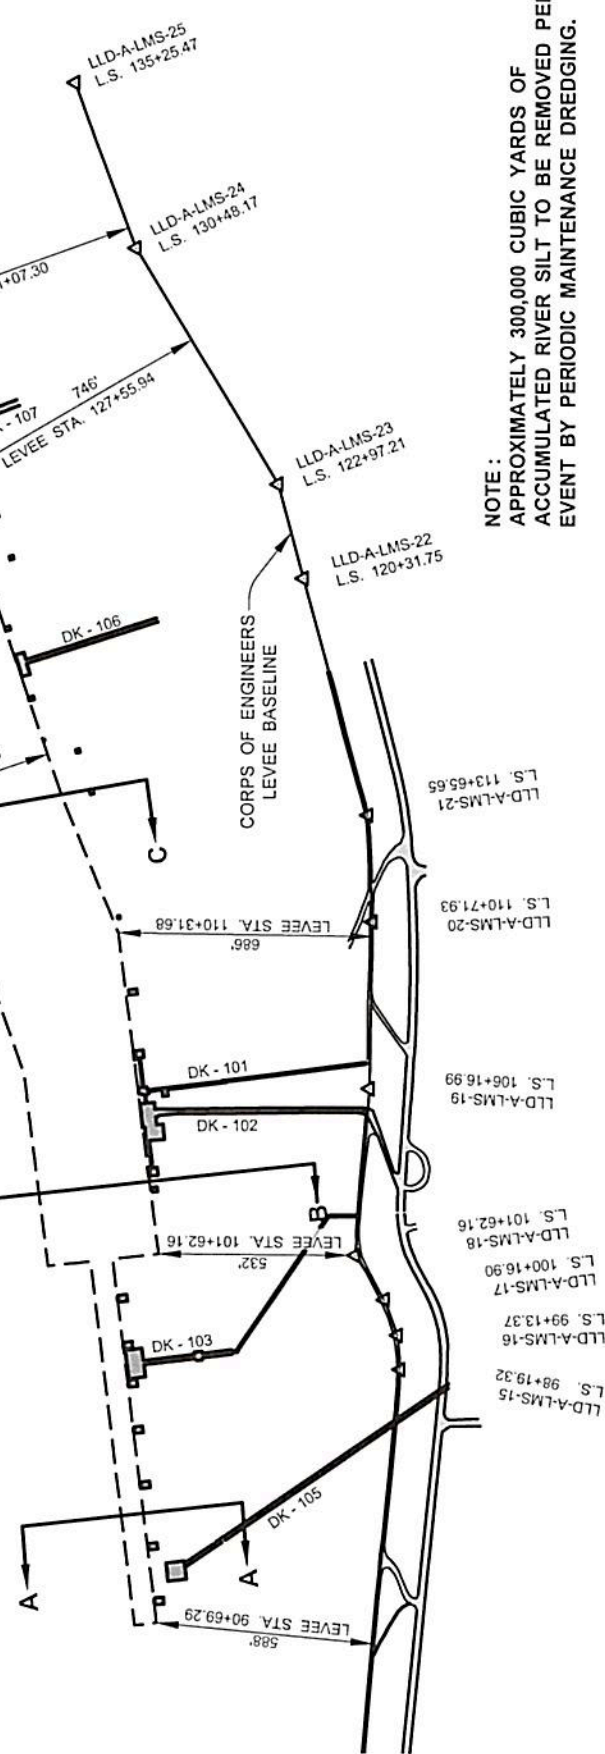 LLD-A-LMS-25
L.S. 135+25.47
LLD-A-LMS-24
L.S. 130+48.17
+07.30
746'
LEVEE STA. 127+55.94
- 107
LLD-A-LMS-23
L.S. 122+97.21
LLD-A-LMS-22
L.S. 120+31.75
NOTE :
APPROXIMATELY 300,000 CUBIC YARDS OF
ACCUMULATED RIVER SILT TO BE REMOVED PE
EVENT BY PERIODIC MAINTENANCE DREDGING.
DK - 106
CORPS OF ENGINEERS
LEVEE BASELINE
C
LLD-A-LMS-21
L.S. 113+65.65
LEVEE STA. 110+31.68
686'
LLD-A-LMS-20
L.S. 110+71.93
DK - 101
DK - 102
LLD-A-LMS-19
L.S. 106+16.99
B
LEVEE STA. 101+62.16
532'
LLD-A-LMS-18
L.S. 101+62.16
LLD-A-LMS-17
L.S. 100+16.90
LLD-A-LMS-16
L.S. 99+13.37
LLD-A-LMS-15
L.S. 98+19.32
DK - 103
DK - 105
A
A
LEVEE STA. 90+69.29
588'